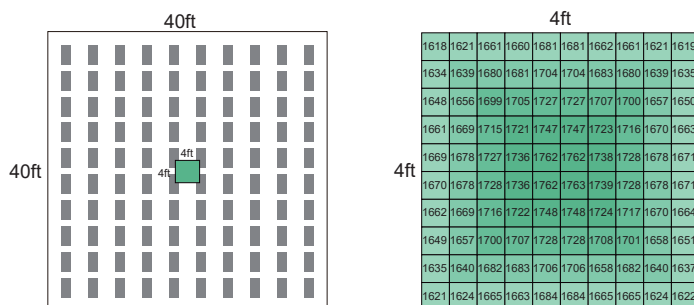 40ft
4ft
40ft
4ft
4ft
4ft
1618 1621 1661 1660 1681 1681 1662 1661 1621 1619
1634 1639 1680 1681 1704 1704 1683 1680 1639 1635
1648 1656 1699 1705 1727 1727 1707 1700 1657 1650
1661 1669 1715 1721 1747 1747 1723 1716 1670 1663
1669 1678 1727 1736 1762 1762 1738 1728 1678 1671
1670 1678 1728 1736 1762 1763 1739 1728 1678 1671
1662 1669 1716 1722 1748 1748 1724 1717 1670 1664
1649 1657 1700 1707 1728 1728 1708 1701 1658 1651
1635 1640 1682 1683 1706 1706 1658 1682 1640 1637
1621 1624 1665 1663 1684 1684 1665 1665 1624 1622